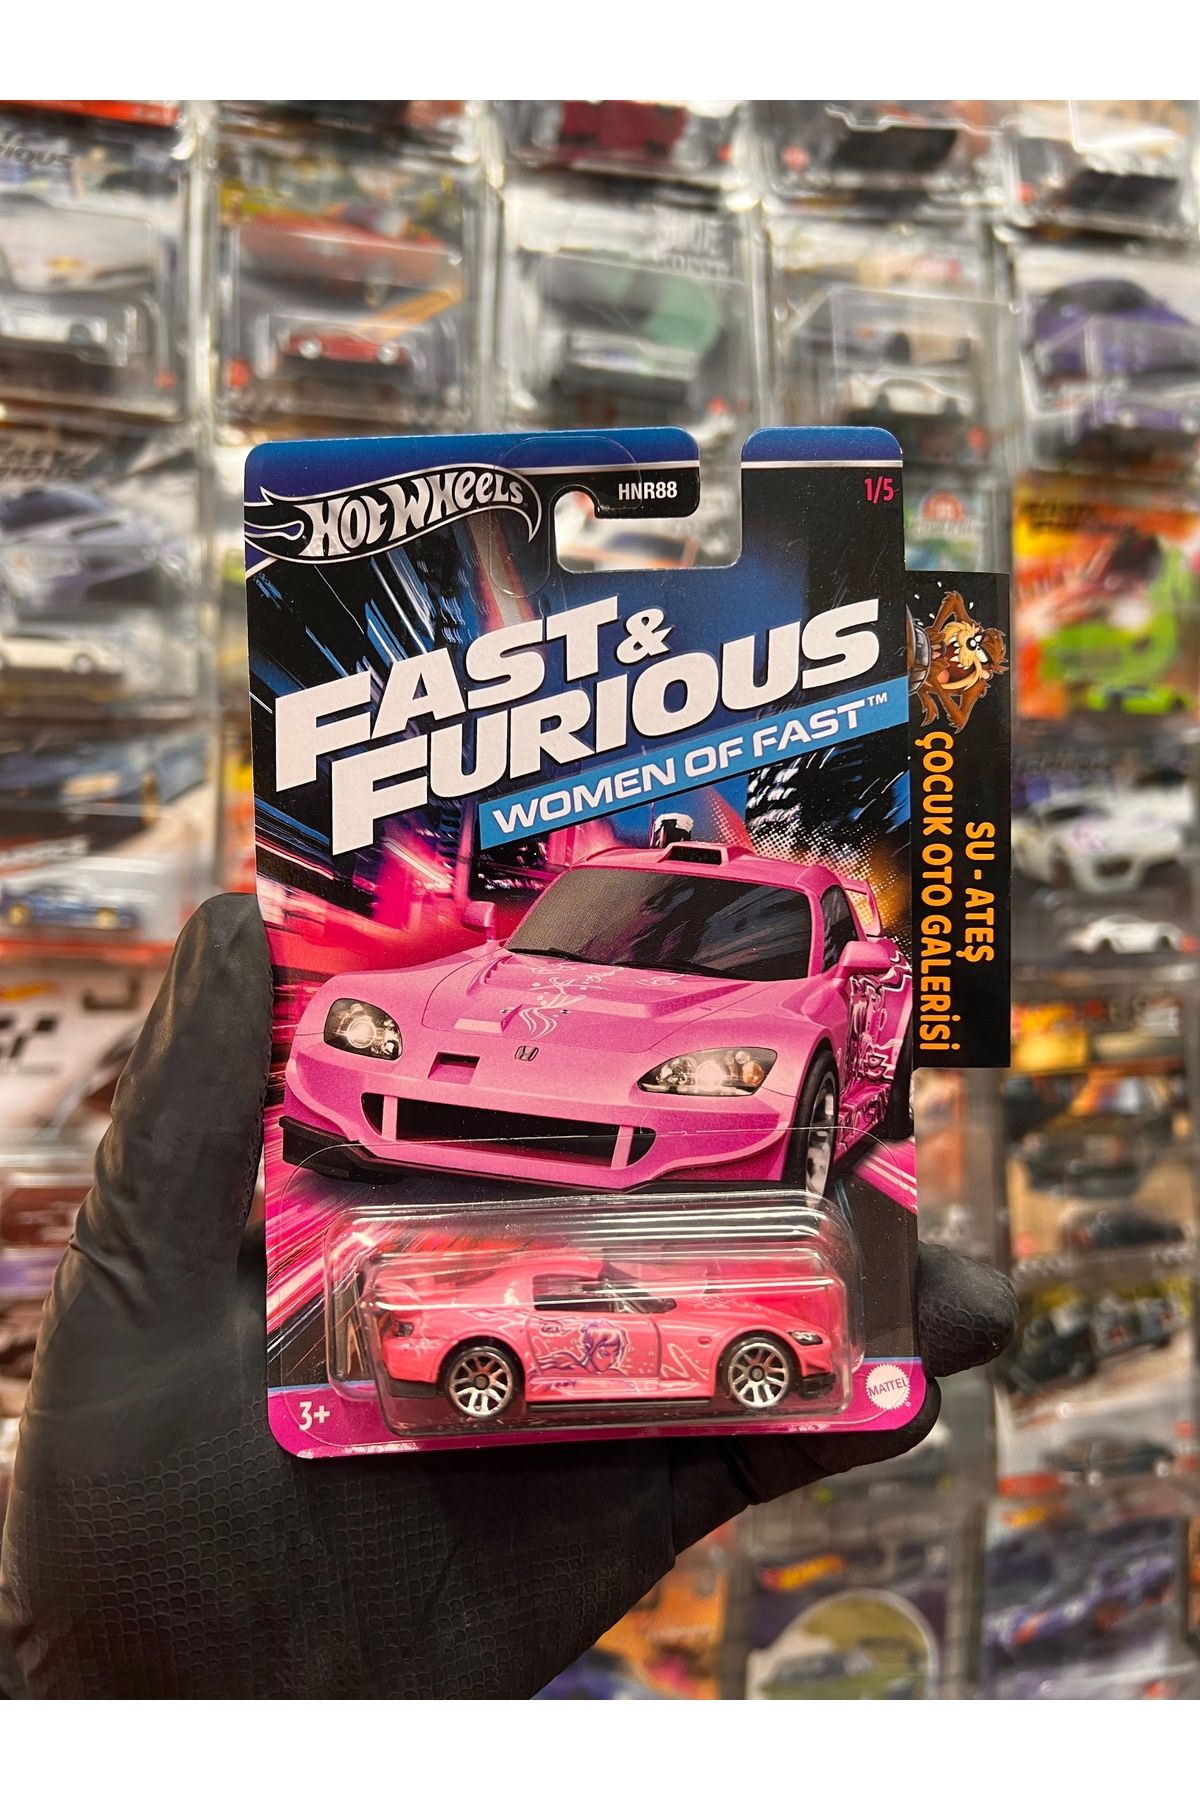 HOT WHEELS
HNR88
1/5
FAST &
FURIOUS
WOMEN OF FAST™
SU - ATEŞ
ÇOCUK OTO GALERİSİ
3+
MATTEL